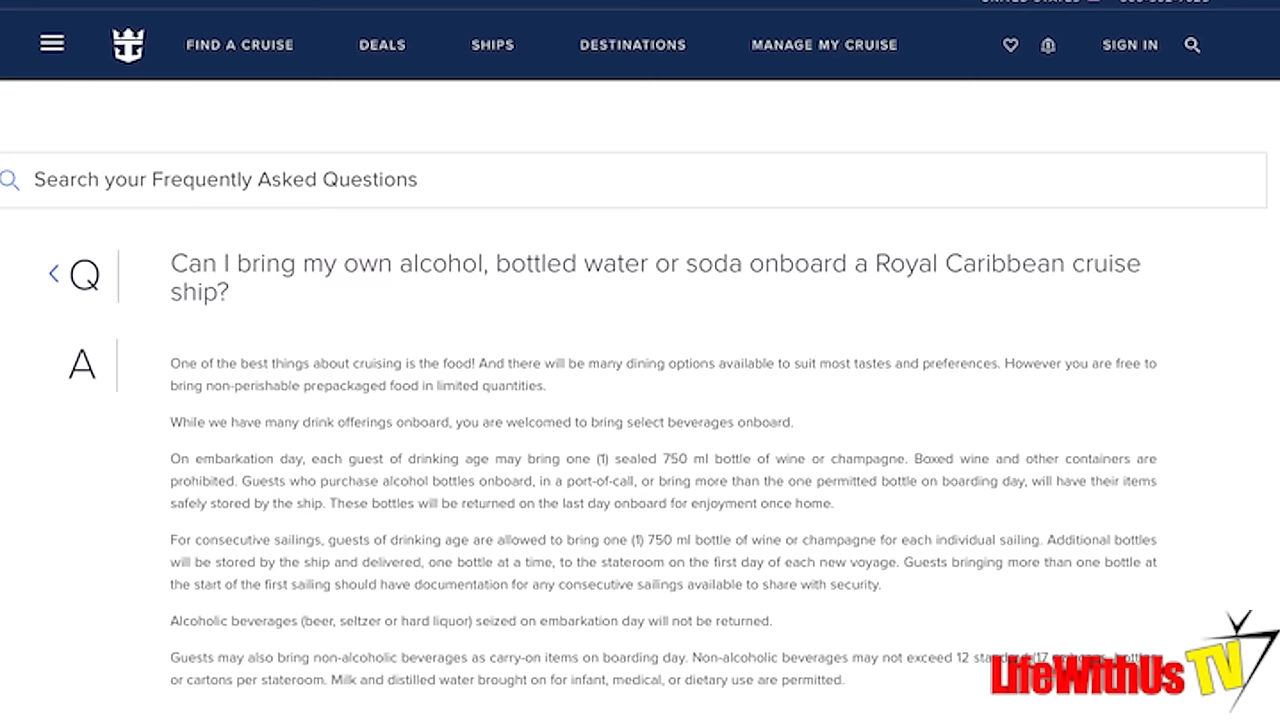 FIND A CRUISE DEALS SHIPS DESTINATIONS MANAGE MY CRUISE SIGN IN
Search your Frequently Asked Questions
Q Can I bring my own alcohol, bottled water or soda onboard a Royal Caribbean cruise
ship?
A One of the best things about cruising is the food! And there will be many dining options available to suit most tastes and preferences. However you are free to
bring non-perishable prepackaged food in limited quantities.
While we have many drink offerings onboard, you are welcomed to bring select beverages onboard.
On embarkation day, each guest of drinking age may bring one (1) sealed 750 ml bottle of wine or champagne. Boxed wine and other containers are
prohibited. Guests who purchase alcohol bottles onboard, in a port-of-call, or bring more than the one permitted bottle on boarding day, will have their items
safely stored by the ship. These bottles will be returned on the last day onboard for enjoyment once home.
For consecutive sailings, guests of drinking age are allowed to bring one (1) 750 ml bottle of wine or champagne for each individual sailing. Additional bottles
will be stored by the ship and delivered, one bottle at a time, to the stateroom on the first day of each new voyage. Guests bringing more than one bottle at
the start of the first sailing should have documentation for any consecutive sailings available to share with security.
Alcoholic beverages (beer, seltzer or hard liquor) seized on embarkation day will not be returned.
Guests may also bring non-alcoholic beverages as carry-on items on boarding day. Non-alcoholic beverages may not exceed 12
or cartons per stateroom. Milk and distilled water brought on for infant, medical, or dietary use are permitted.
LifeWithUs TV